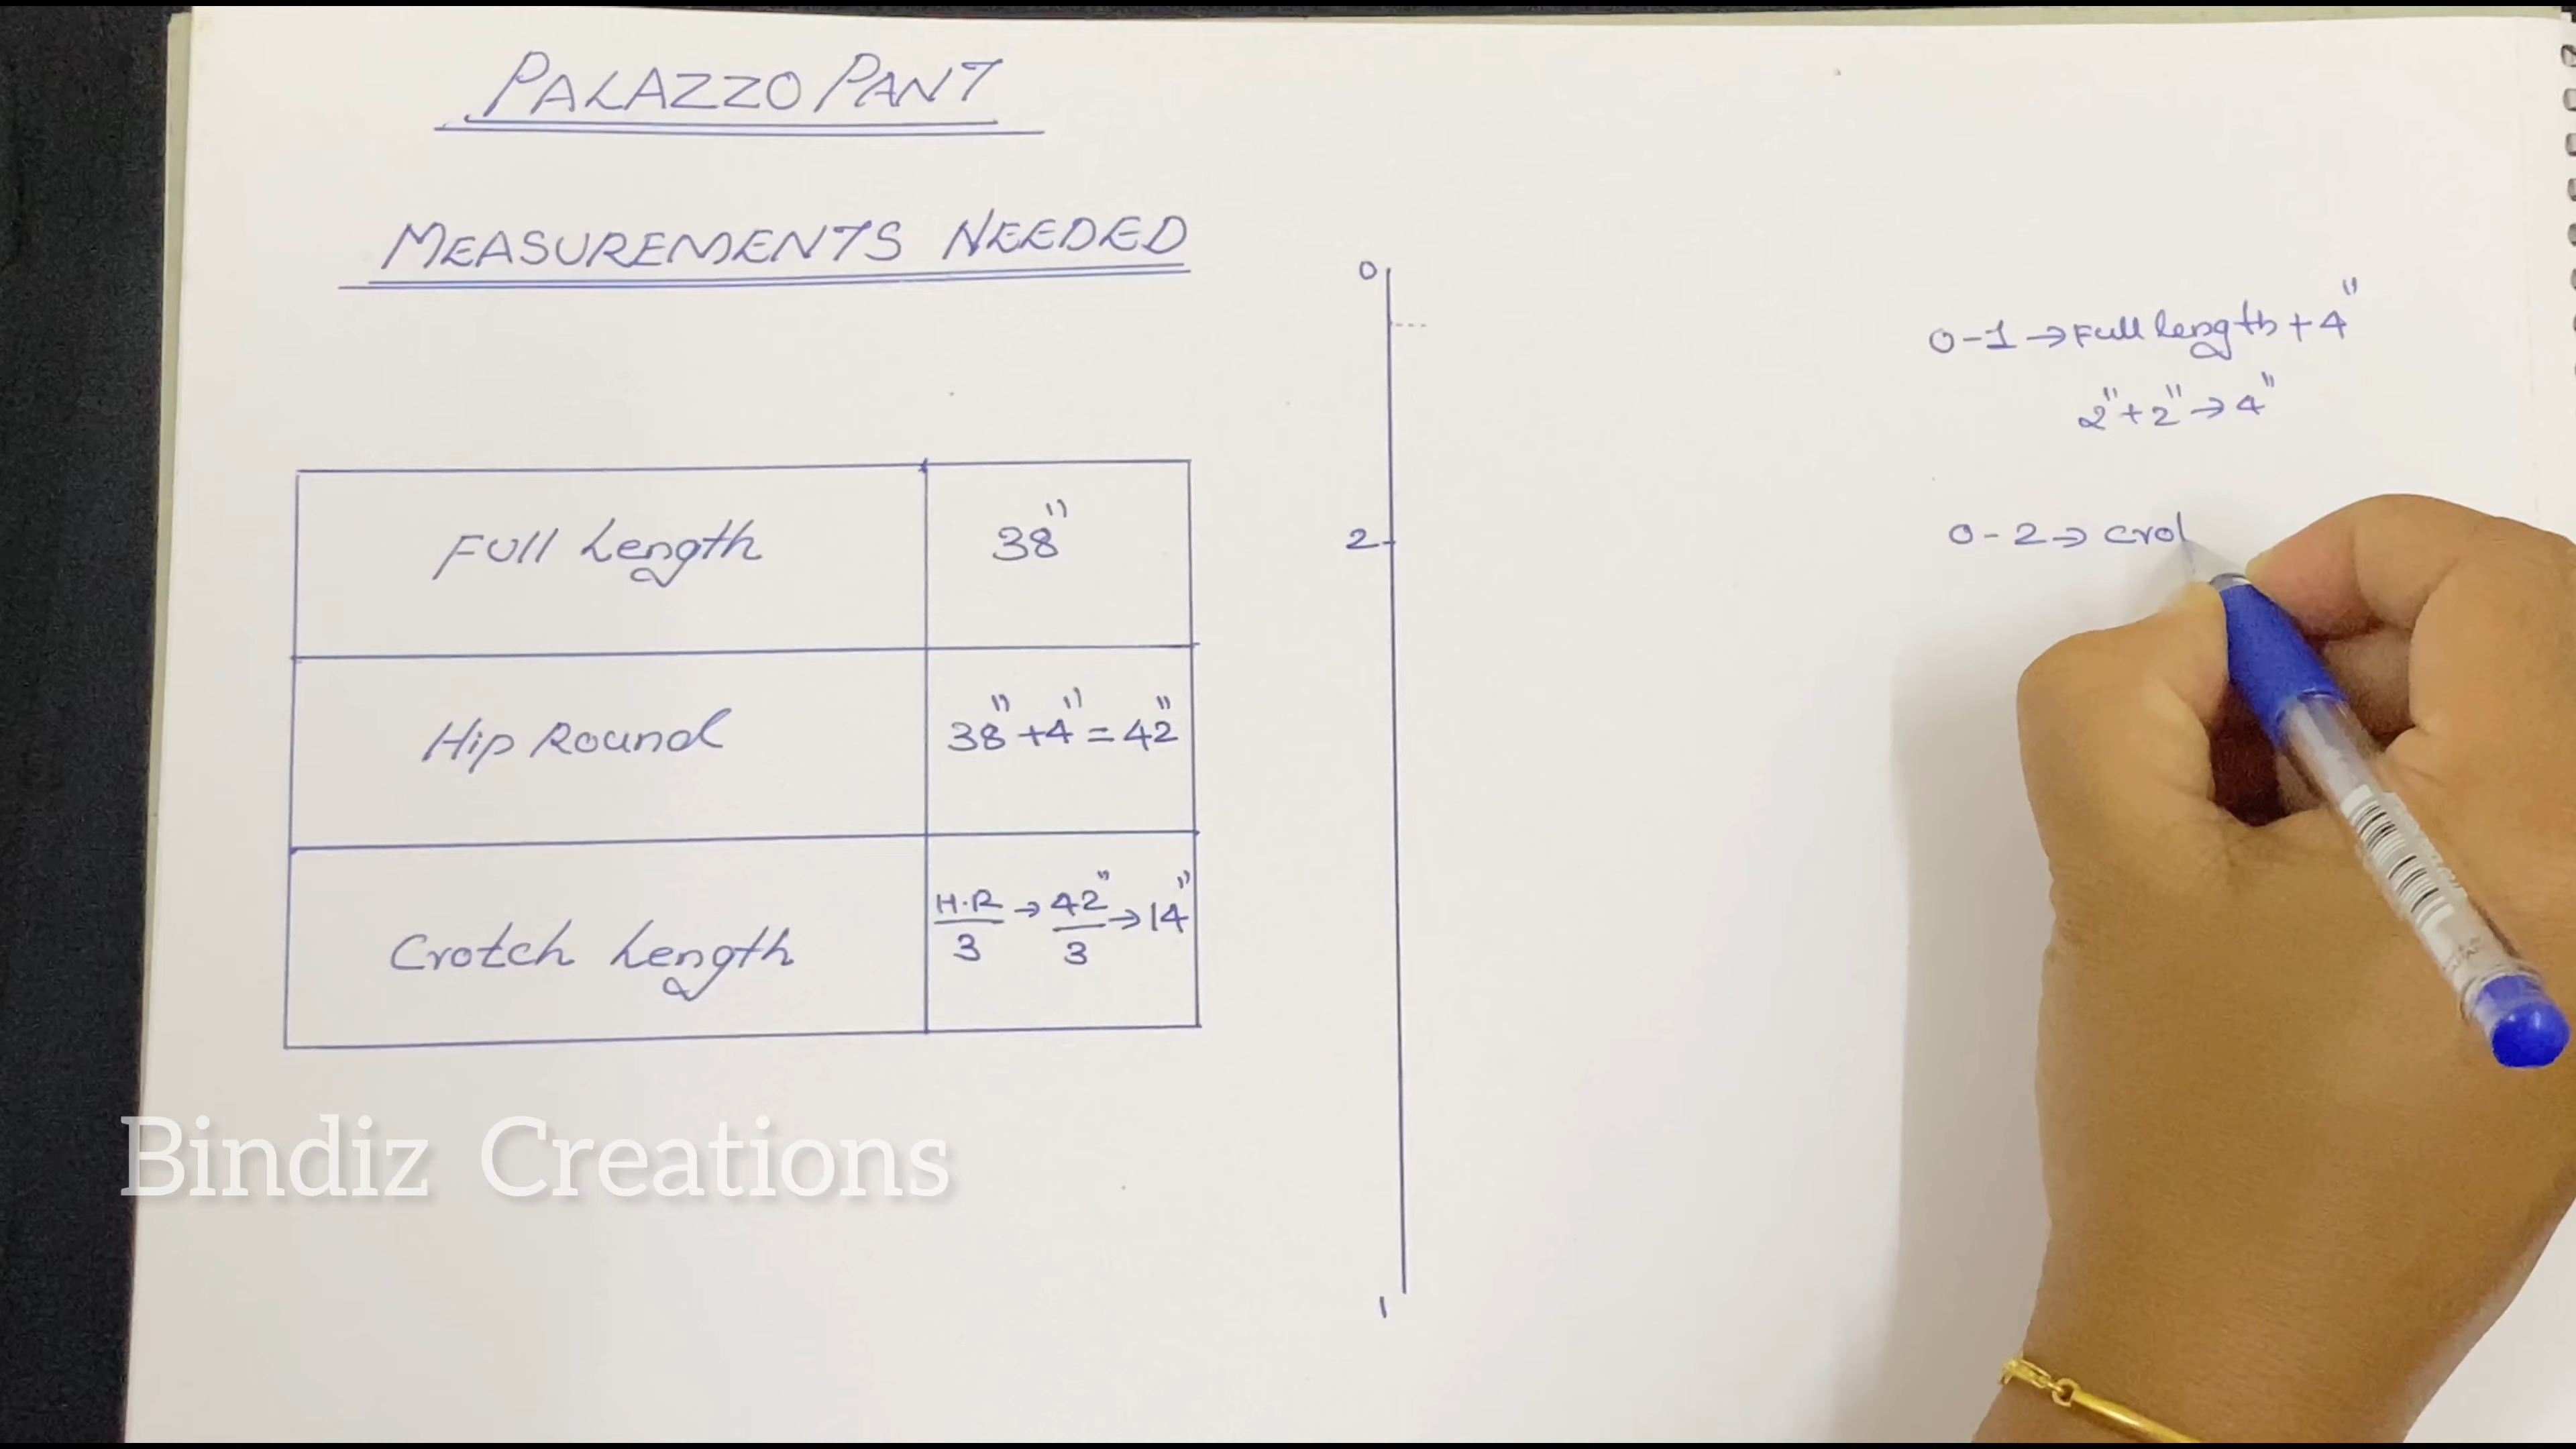 PALAZZO PANT
MEASUREMENTS NEEDED
Full Length 38"
Hip Round 38"+4"=42"
Crotch Length H.R/3→42"/3→14"
0
2
1
0-1→Full length+4"
2"+2"→4"
0-2→crot
Bindiz Creations